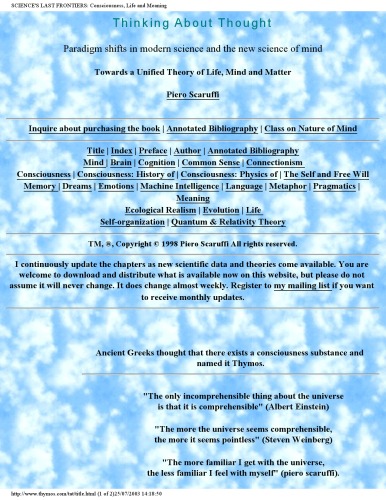 SCIENCE'S LAST FRONTIERS: Consciousness, Life and Meaning
Thinking About Thought
Paradigm shifts in modern science and the new science of mind
Towards a Unified Theory of Life, Mind and Matter
Piero Scaruffi
Inquire about purchasing the book | Annotated Bibliography | Class on Nature of Mind
Title | Index | Preface | Author | Annotated Bibliography
Mind | Brain | Cognition | Common Sense | Connectionism
Consciousness | Consciousness: History of | Consciousness: Physics of | The Self and Free Will
Memory | Dreams | Emotions | Machine Intelligence | Language | Metaphor | Pragmatics |
Meaning
Ecological Realism | Evolution | Life
Self-organization | Quantum & Relativity Theory
TM, ®, Copyright © 1998 Piero Scaruffi All rights reserved.
I continuously update the chapters as new scientific data and theories come available. You are
welcome to download and distribute what is available now on this website, but please do not
assume it will never change. It does change almost weekly. Register to my mailing list if you want
to receive monthly updates.
Ancient Greeks thought that there exists a consciousness substance and
named it Thymos.
"The only incomprehensible thing about the universe
is that it is comprehensible" (Albert Einstein)
"The more the universe seems comprehensible,
the more it seems pointless" (Steven Weinberg)
"The more familiar I get with the universe,
the less familiar I feel with myself" (piero scaruffi).
http://www.thymos.com/tat/title.html (1 of 2)25/07/2003 14:10:50